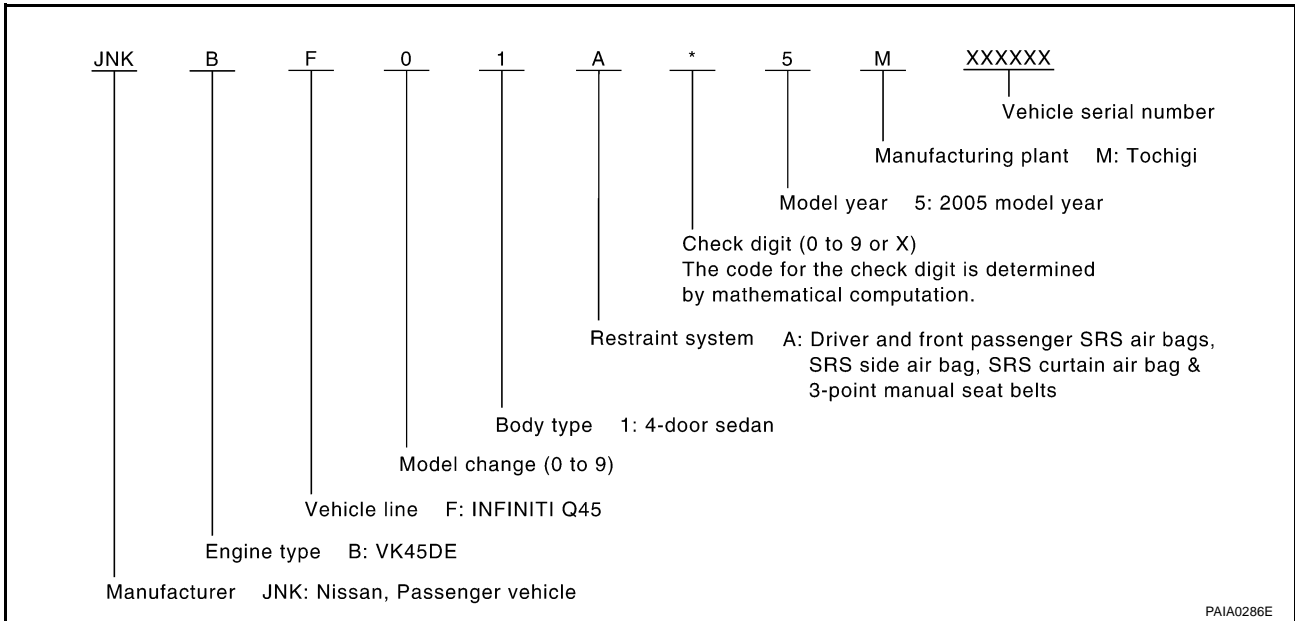 JNK B F 0 1 A * 5 M XXXXXX
Vehicle serial number
Manufacturing plant M: Tochigi
Model year 5: 2005 model year
Check digit (0 to 9 or X)
The code for the check digit is determined
by mathematical computation.
Restraint system A: Driver and front passenger SRS air bags,
SRS side air bag, SRS curtain air bag &
3-point manual seat belts
Body type 1: 4-door sedan
Model change (0 to 9)
Vehicle line F: INFINITI Q45
Engine type B: VK45DE
Manufacturer JNK: Nissan, Passenger vehicle
PAIA0286E